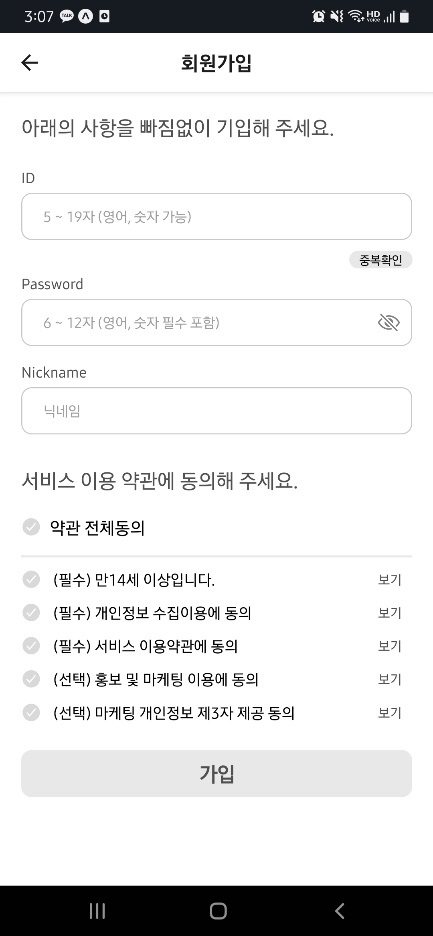 3:07 TALK HD voice
회원가입
아래의 사항을 빠짐없이 기입해 주세요.
ID
5 ~ 19자 (영어, 숫자 가능)
중복확인
Password
6 ~ 12자 (영어, 숫자 필수 포함)
Nickname
닉네임
서비스 이용 약관에 동의해 주세요.
약관 전체동의
(필수) 만14세 이상입니다. 보기
(필수) 개인정보 수집이용에 동의 보기
(필수) 서비스 이용약관에 동의 보기
(선택) 홍보 및 마케팅 이용에 동의 보기
(선택) 마케팅 개인정보 제3자 제공 동의 보기
가입